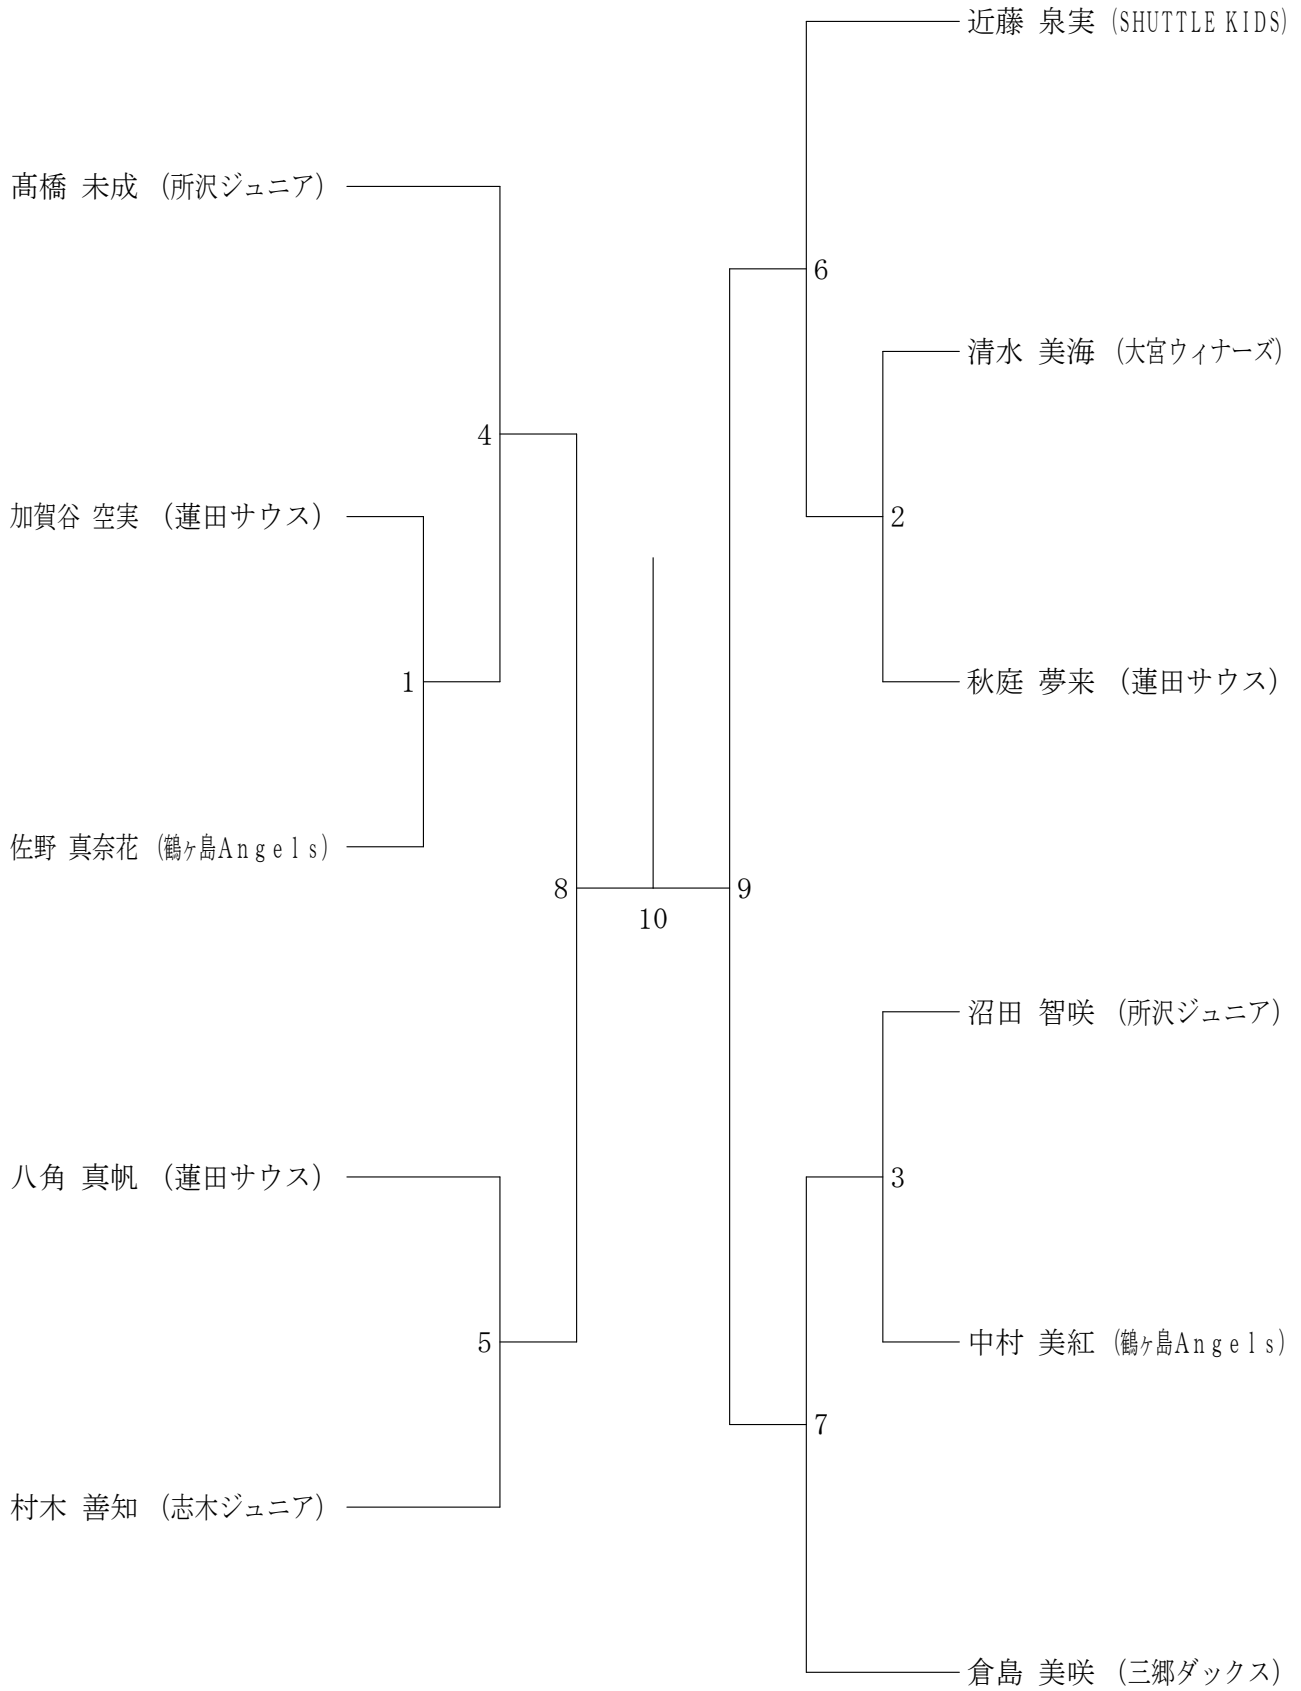 近藤 泉実 (SHUTTLE KIDS)
髙橋 未成 (所沢ジュニア)
6
清水 美海 (大宮ウィナーズ)
4
加賀谷 空実 (蓮田サウス)
2
1
秋庭 夢来 (蓮田サウス)
佐野 真奈花 (鶴ヶ島Angels)
8
9
10
沼田 智咲 (所沢ジュニア)
八角 真帆 (蓮田サウス)
3
5
中村 美紅 (鶴ヶ島Angels)
7
村木 善知 (志木ジュニア)
倉島 美咲 (三郷ダックス)